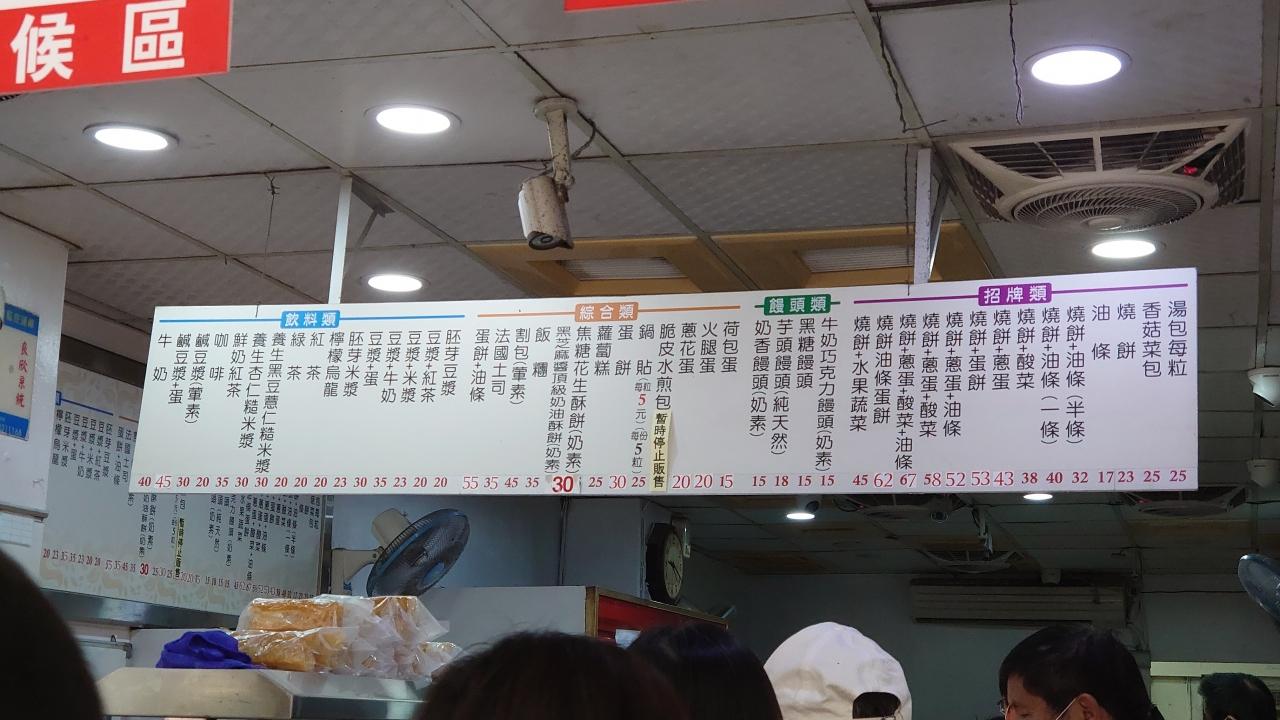 候區
招牌類
湯包每粒 25
香菇菜包 25
燒餅 23
油條 17
燒餅+油條(半條) 32
燒餅+油條(一條) 40
燒餅+酸菜 38
燒餅+蔥蛋 43
燒餅+蛋餅 53
燒餅+蔥蛋+油條 52
燒餅+蔥蛋+酸菜 58
燒餅+蔥蛋+酸菜+油條 67
燒餅油條蛋餅 62
燒餅+水果蔬菜 45
饅頭類
牛奶巧克力饅頭(奶素) 15
黑糖饅頭 15
芋頭饅頭(純天然) 18
奶香饅頭(奶素) 15
綜合類
荷包蛋 15
火腿蛋 20
蔥花蛋 20
脆皮水煎包 暫時停止販售
鍋貼(每粒5元)(每份5粒) 25
蛋餅 30
蘿蔔糕 25
焦糖花生酥餅(奶素)
黑芝麻醬頂級奶油酥餅(奶素) 30
飯糰 35
割包(葷素) 45
法國土司 35
蛋餅+油條 55
飲料類
胚芽豆漿 20
豆漿+紅茶 20
豆漿+米漿 23
豆漿+牛奶 35
豆漿+蛋 30
胚芽米漿 23
檸檬烏龍 20
紅茶 20
綠茶 20
養生黑豆薏仁糙米漿 30
養生杏仁糙米漿 30
鮮奶紅茶 35
咖啡 20
鹹豆漿(葷素) 30
鹹豆漿+蛋 45
牛奶 40